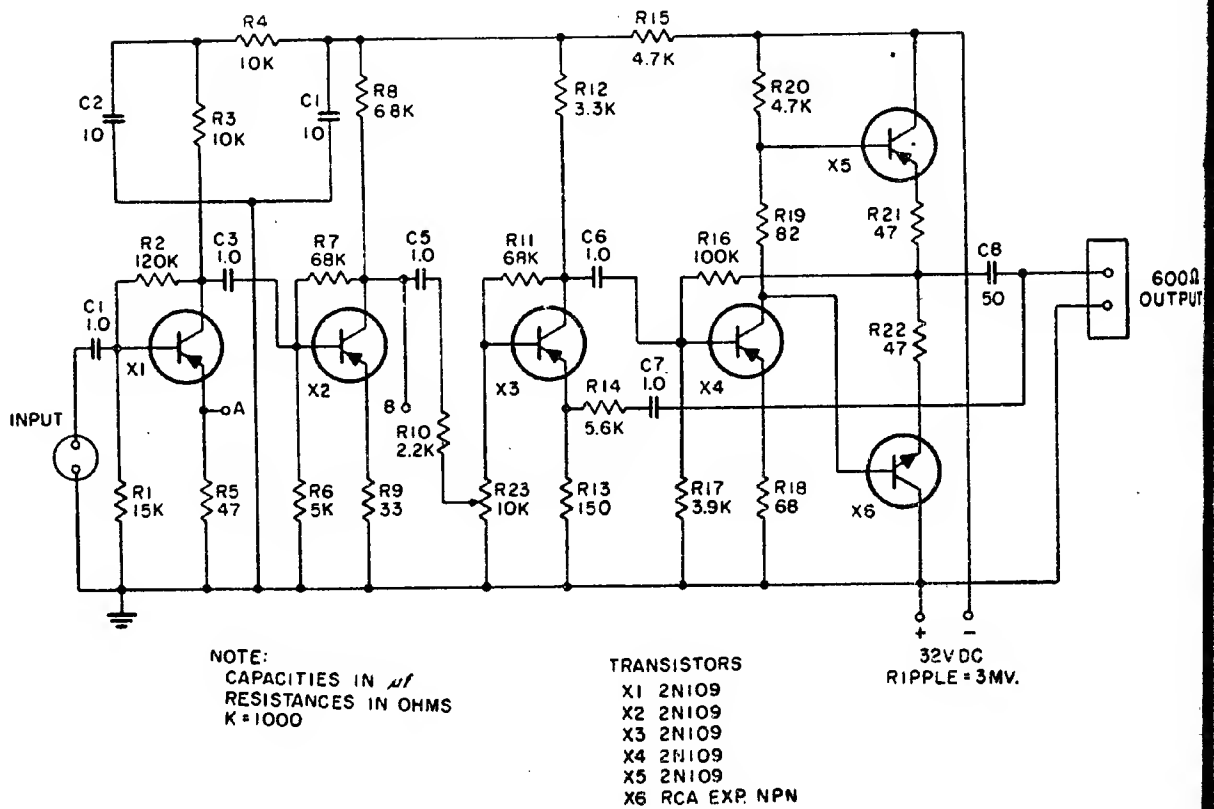 R4
10K
R15
4.7K
C2
10
R3
10K
C1
10
R8
68K
R12
3.3K
R20
4.7K
X5
R19
82
R21
47
R2
120K
C3
1.0
R7
68K
C5
1.0
R11
68K
C6
1.0
R16
100K
C8
50
600Ω
OUTPUT
C1
1.0
X1
X2
X3
X4
R22
47
A
B
R14
5.6K
C7
1.0
INPUT
R10
2.2K
R1
15K
R5
47
R6
5K
R9
33
R23
10K
R13
150
R17
3.9K
R18
68
X6
+ -
32V DC
RIPPLE = 3MV.
NOTE:
CAPACITIES IN µf
RESISTANCES IN OHMS
K = 1000
TRANSISTORS
X1 2N109
X2 2N109
X3 2N109
X4 2N109
X5 2N109
X6 RCA EXP. NPN